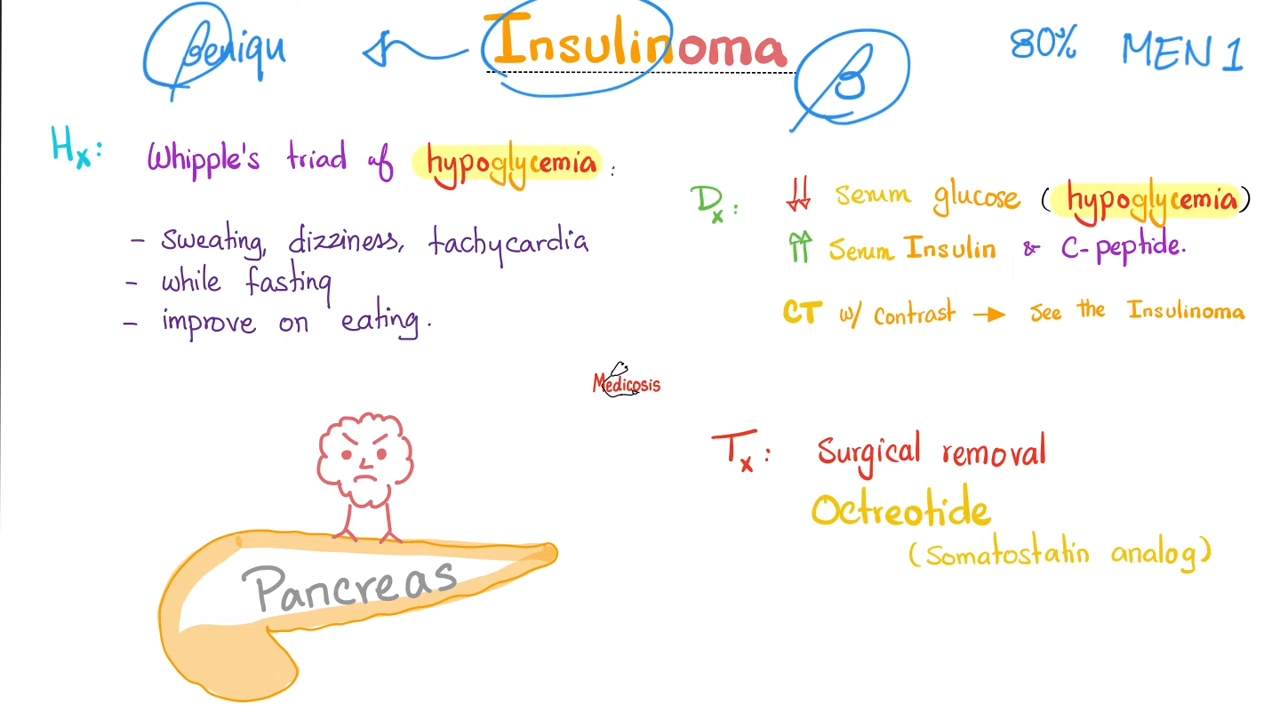 Benign Insulinoma β 80% MEN 1
Hx: Whipple's triad of hypoglycemia :
- Sweating, dizziness, tachycardia
- while fasting
- improve on eating.
Dx: ↓↓ Serum glucose (hypoglycemia)
↑↑ Serum Insulin & C-peptide.
CT w/ contrast → See the Insulinoma
Medicosis
Tx: Surgical removal
Octreotide
(Somatostatin analog)
Pancreas